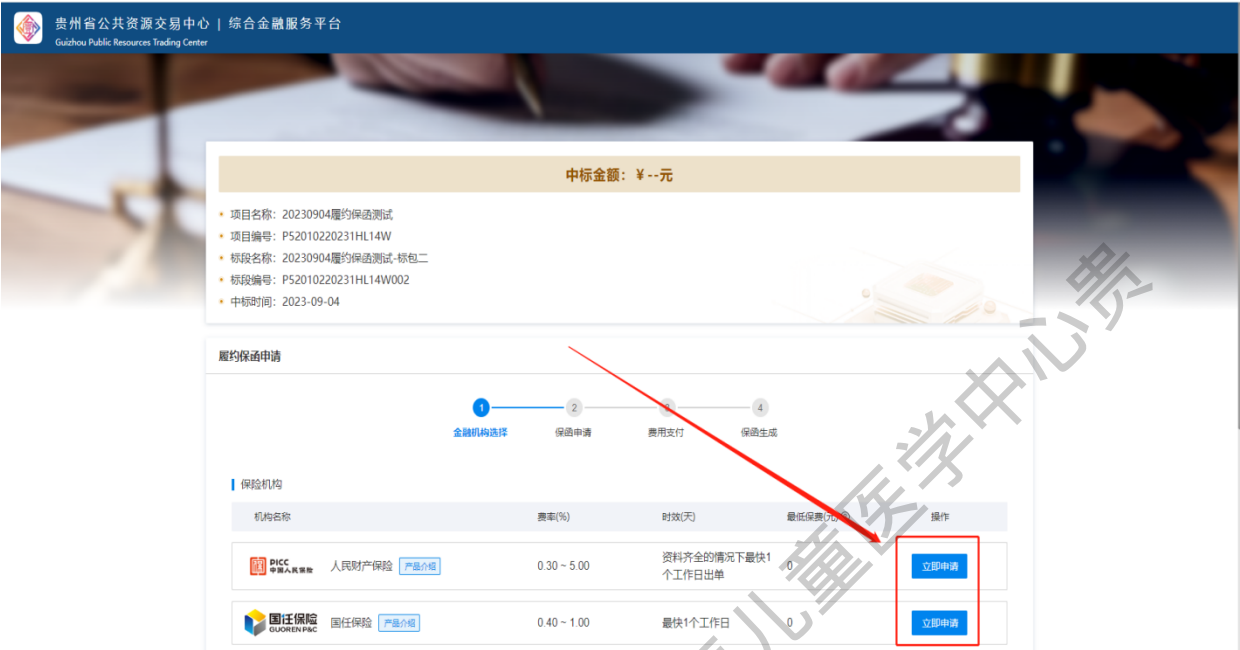 贵州省公共资源交易中心 | 综合金融服务平台
Guizhou Public Resources Trading Center
中标金额：￥--元
项目名称：20230904履约保函测试
项目编号：P52010220231HL14W
标段名称：20230904履约保函测试-标包二
标段编号：P52010220231HL14W002
中标时间：2023-09-04
履约保函申请
1 2 3 4
金融机构选择 保函申请 费用支付 保函生成
保险机构
机构名称 费率(%) 时效(天) 最低保费(元) 操作
PICC 中国人民保险 人民财产保险 产品介绍 0.30 ~ 5.00 资料齐全的情况下最快1个工作日出单 0 立即申请
国任保险 GUOREN P&C 国任保险 产品介绍 0.40 ~ 1.00 最快1个工作日 0 立即申请
儿童医学中心贵